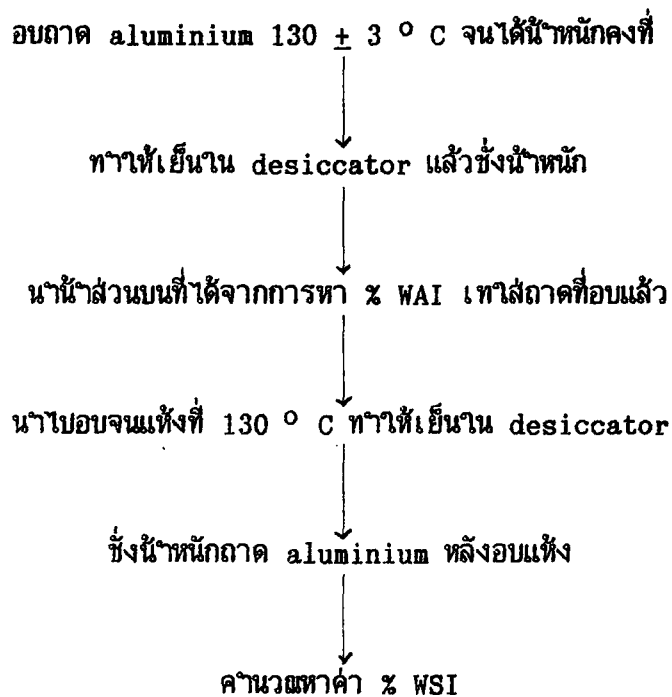 อบถาด aluminium 130 ± 3 ° C จนได้น้ำหนักคงที่
ทำให้เย็นใน desiccator แล้วชั่งน้ำหนัก
นำน้ำส่วนบนที่ได้จากการหา % WAI เทใส่ถาดที่อบแล้ว
นำไปอบจนแห้งที่ 130 ° C ทำให้เย็นใน desiccator
ชั่งน้ำหนักถาด aluminium หลังอบแห้ง
คำนวณหาค่า % WSI